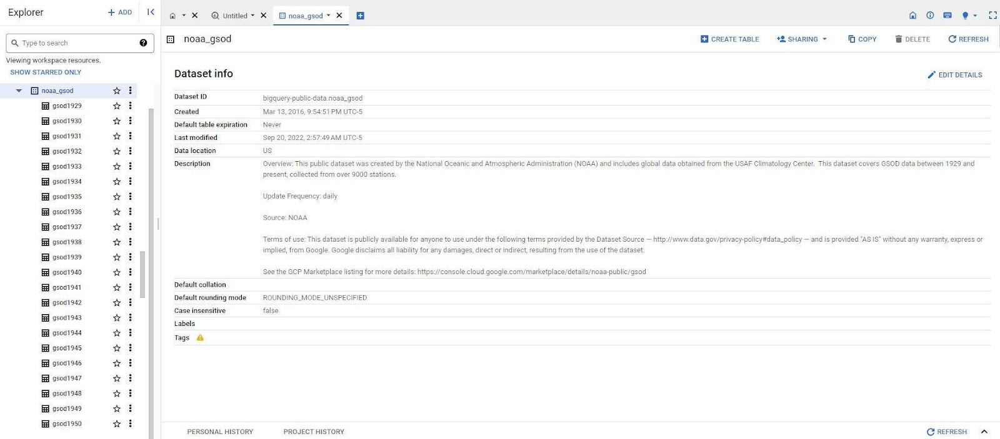 Explorer
+ ADD
Type to search
Viewing workspace resources.
SHOW STARRED ONLY
noaa_gsod
gsod1929
gsod1930
gsod1931
gsod1932
gsod1933
gsod1934
gsod1935
gsod1936
gsod1937
gsod1938
gsod1939
gsod1940
gsod1941
gsod1942
gsod1943
gsod1944
gsod1945
gsod1946
gsod1947
gsod1948
gsod1949
gsod1950
Untitled
noaa_gsod
noaa_gsod
CREATE TABLE
SHARING
COPY
DELETE
REFRESH
Dataset info
EDIT DETAILS
Dataset ID bigquery-public-data.noaa_gsod
Created Mar 13, 2016, 9:54:51 PM UTC-5
Default table expiration Never
Last modified Sep 20, 2022, 2:57:49 AM UTC-5
Data location US
Description Overview: This public dataset was created by the National Oceanic and Atmospheric Administration (NOAA) and includes global data obtained from the USAF Climatology Center. This dataset covers GSOD data between 1929 and
present, collected from over 9000 stations.
Update Frequency: daily
Source: NOAA
Terms of use: This dataset is publicly available for anyone to use under the following terms provided by the Dataset Source — http://www.data.gov/privacy-policy#data_policy — and is provided "AS IS" without any warranty, express or
implied, from Google. Google disclaims all liability for any damages, direct or indirect, resulting from the use of the dataset.
See the GCP Marketplace listing for more details: https://console.cloud.google.com/marketplace/details/noaa-public/gsod
Default collation
Default rounding mode ROUNDING_MODE_UNSPECIFIED
Case insensitive false
Labels
Tags
PERSONAL HISTORY
PROJECT HISTORY
REFRESH